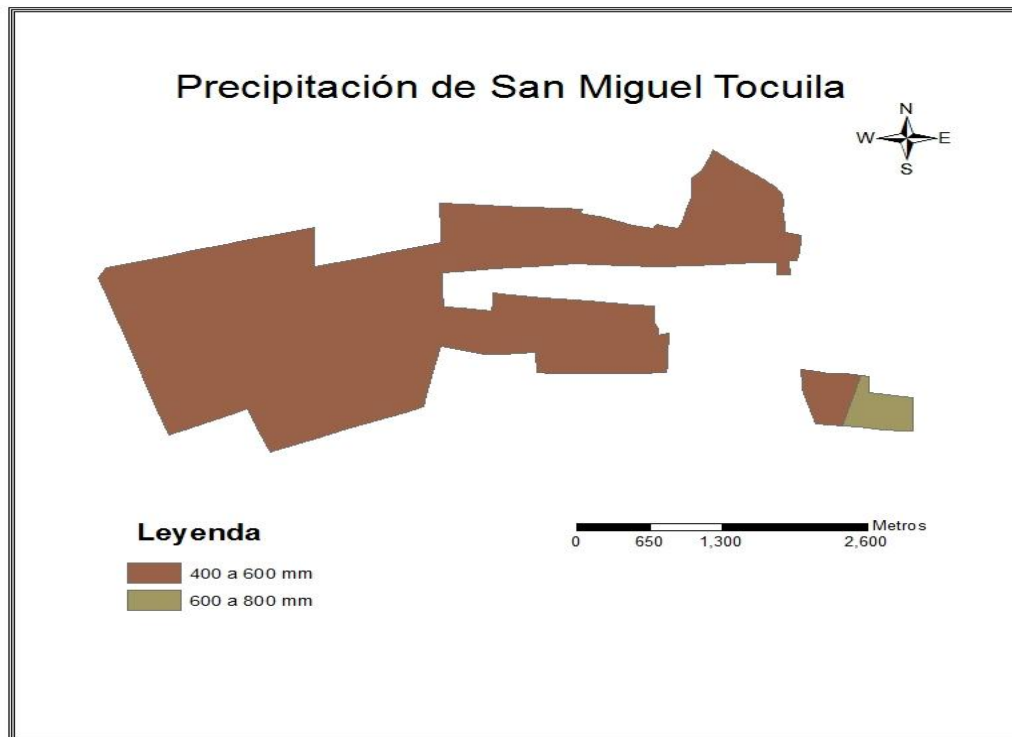 Precipitación de San Miguel Tocuila
N
W E
S
Leyenda
400 a 600 mm
600 a 800 mm
Metros
0 650 1,300 2,600